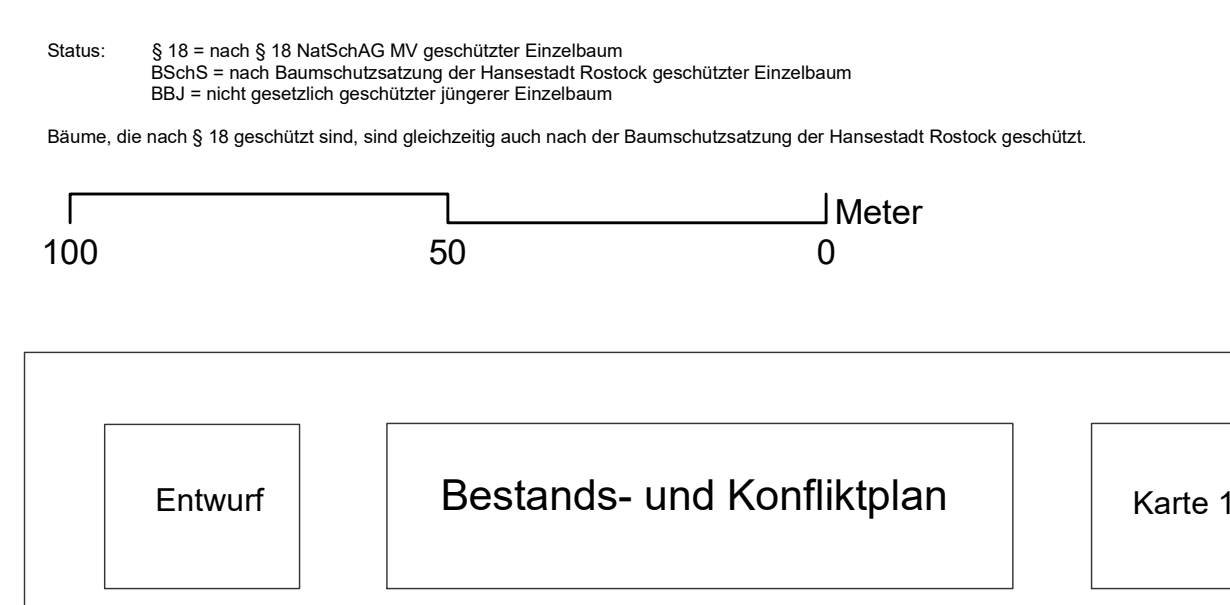 Status: § 18 = nach § 18 NatSchAG MV geschützter Einzelbaum
BSchS = nach Baumschutzsatzung der Hansestadt Rostock geschützter Einzelbaum
BBJ = nicht gesetzlich geschützter jüngerer Einzelbaum
Bäume, die nach § 18 geschützt sind, sind gleichzeitig auch nach der Baumschutzsatzung der Hansestadt Rostock geschützt.
Meter
100 50 0
Entwurf Bestands- und Konfliktplan Karte 1